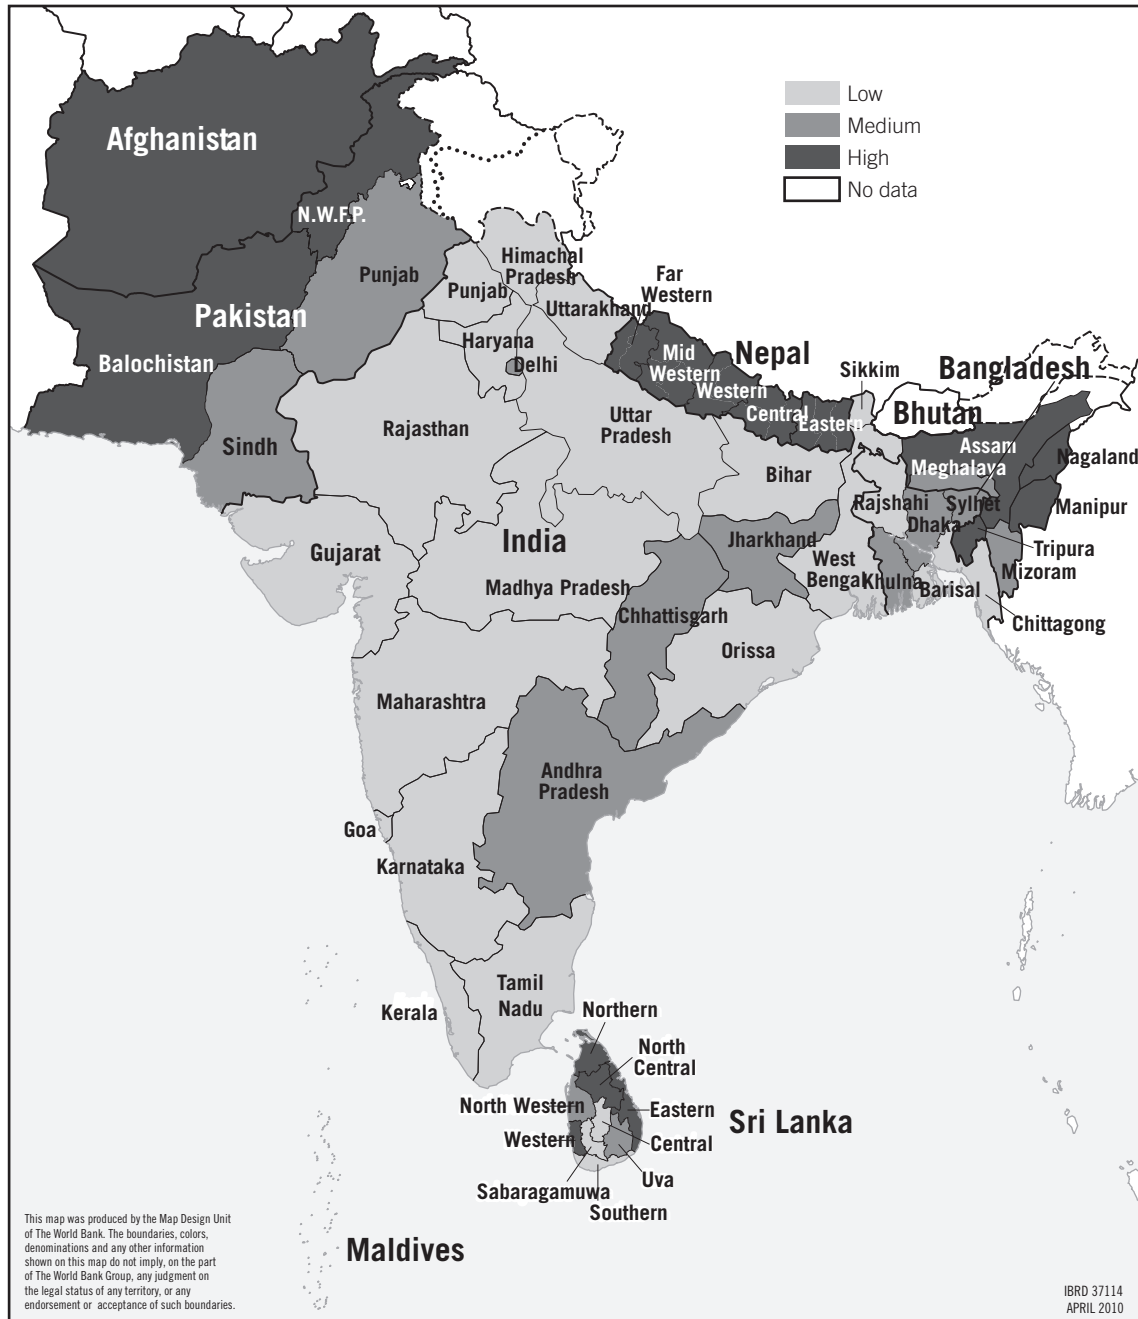 Low
Medium
High
No data
Afghanistan
N.W.F.P.
Punjab
Pakistan
Balochistan
Sindh
Himachal
Pradesh
Punjab
Uttarakhand
Haryana
Delhi
Far
Western
Mid
Western
Nepal
Western
Central
Eastern
Sikkim
Bangladesh
Bhutan
Assam
Meghalaya
Nagaland
Manipur
Rajasthan
Uttar
Pradesh
Bihar
Rajshahi
Sylhet
Dhaka
Tripura
Mizoram
Gujarat
India
Madhya Pradesh
Jharkhand
West
Bengal
Khulna
Barisal
Chittagong
Chhattisgarh
Orissa
Maharashtra
Andhra
Pradesh
Goa
Karnataka
Tamil
Nadu
Kerala
Northern
North
Central
North Western
Eastern
Sri Lanka
Western
Central
Uva
Sabaragamuwa
Southern
Maldives
This map was produced by the Map Design Unit
of The World Bank. The boundaries, colors,
denominations and any other information
shown on this map do not imply, on the part
of The World Bank Group, any judgment on
the legal status of any territory, or any
endorsement or acceptance of such boundaries.
IBRD 37114
APRIL 2010